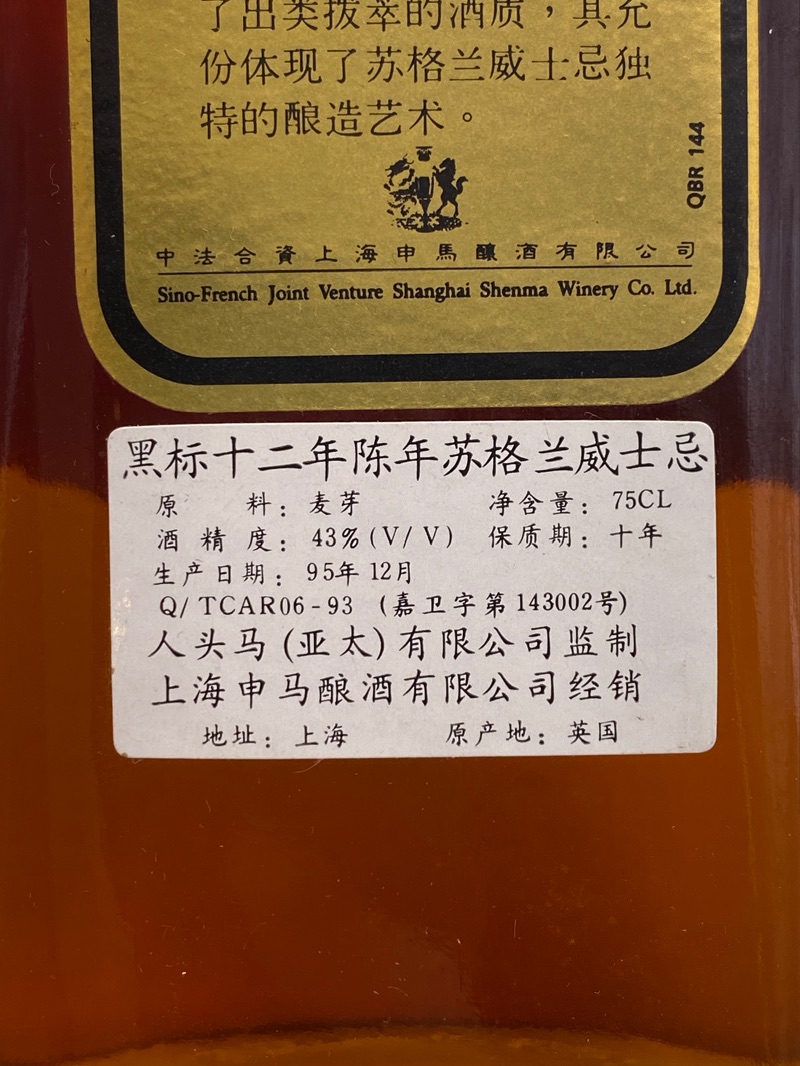 了出类拨萃的酒质，其充
份体现了苏格兰威士忌独
特的酿造艺术。
QBR 144
中法合資上海申馬釀酒有限公司
Sino-French Joint Venture Shanghai Shenma Winery Co. Ltd.
黑标十二年陈年苏格兰威士忌
原 料：麦芽 净含量：75CL
酒 精 度：43%(V/V) 保质期：十年
生产日期：95年12月
Q/TCAR06-93 (嘉卫字第143002号)
人头马(亚太)有限公司监制
上海申马酿酒有限公司经销
地址：上海 原产地：英国